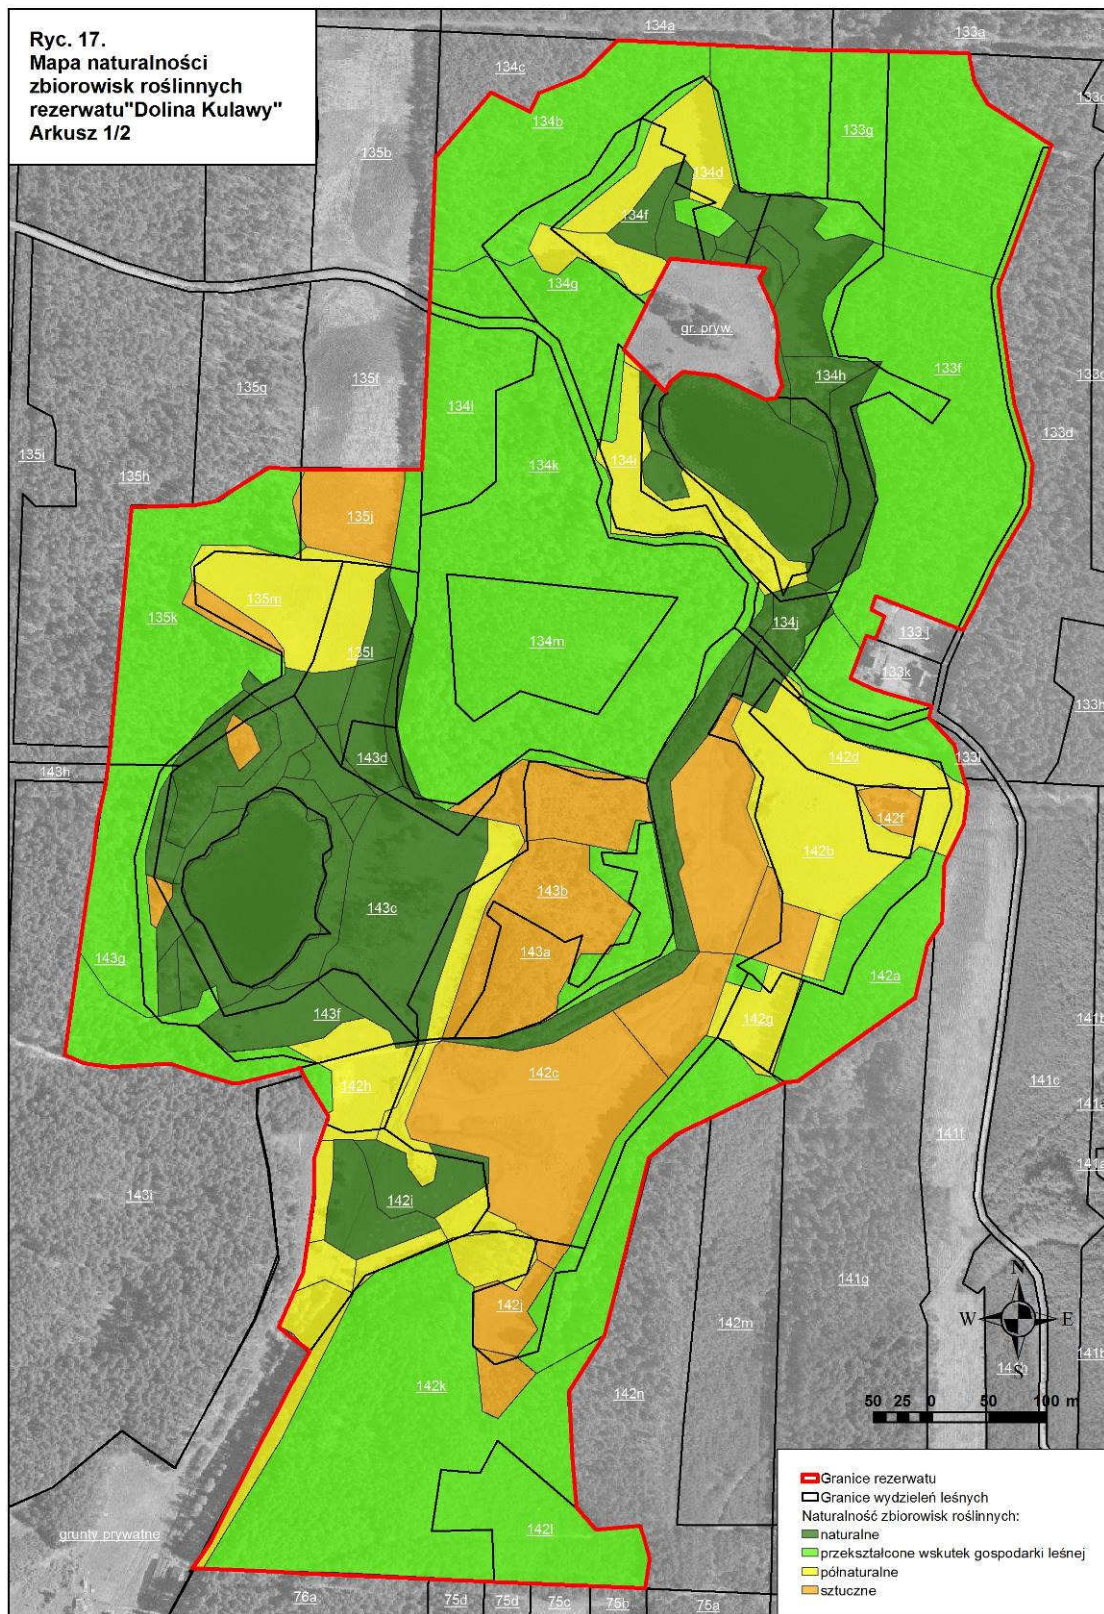 Ryc. 17.
Mapa naturalności
zbiorowisk roślinnych
rezerwatu"Dolina Kulawy"
Arkusz 1/2
134a
133a
134c
134b
133g
135b
134d
134f
134g
gr. pryw.
135f
135g
134l
134h
133f
133d
135i
135h
134k
134i
135j
135k
135m
135l
134m
134j
133j
133k
133h
143h
143d
142d
133l
142f
142b
143b
143c
143a
143g
142a
143f
142g
142c
142h
141c
141f
143i
142i
141g
142j
142m
142k
142n
142l
grunty prywatne
76a
75d
75d
75c
75b
75a
N
W E
S
50 25 0 50 100 m
Granice rezerwatu
Granice wydzieleń leśnych
Naturalność zbiorowisk roślinnych:
naturalne
przekształcone wskutek gospodarki leśnej
półnaturalne
sztuczne